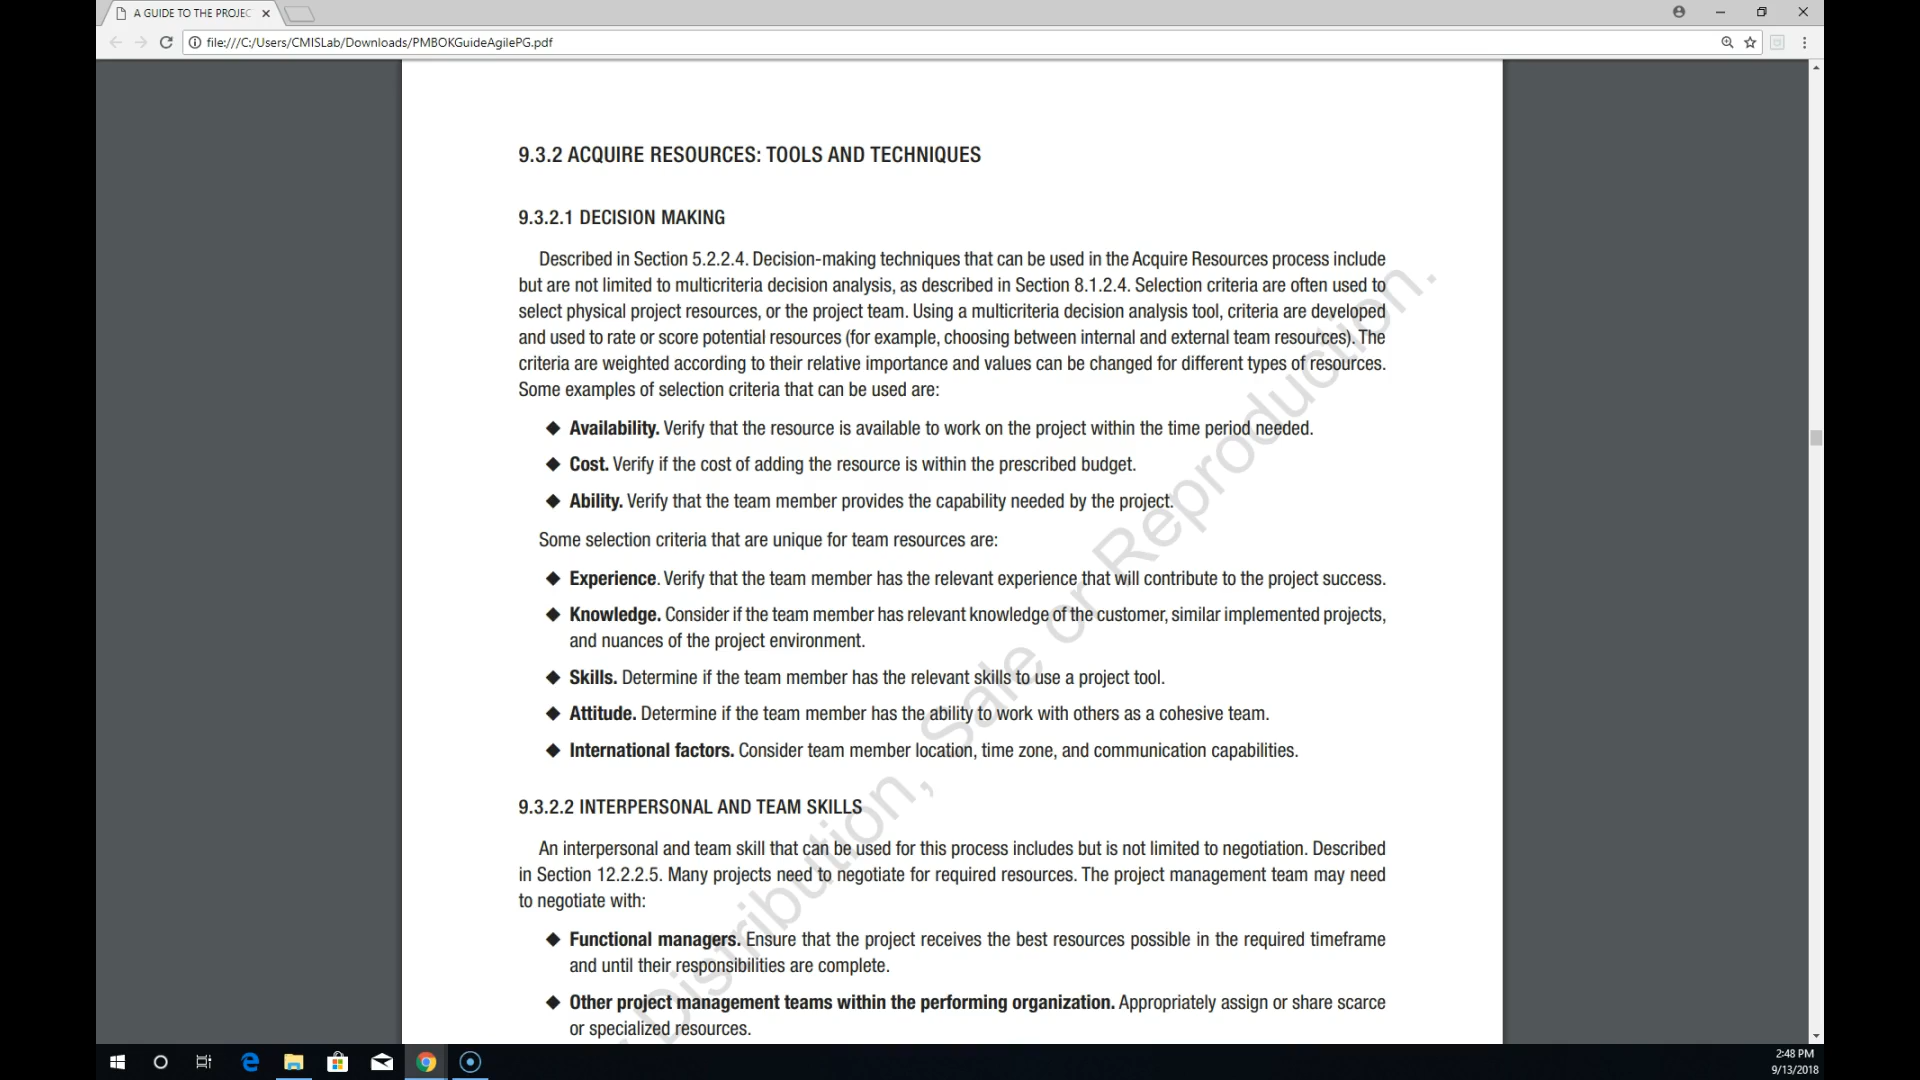 A GUIDE TO THE PROJEC
file:///C:/Users/CMISLab/Downloads/PMBOKGuideAgilePG.pdf
9.3.2 ACQUIRE RESOURCES: TOOLS AND TECHNIQUES
9.3.2.1 DECISION MAKING
Described in Section 5.2.2.4. Decision-making techniques that can be used in the Acquire Resources process include
but are not limited to multicriteria decision analysis, as described in Section 8.1.2.4. Selection criteria are often used to
select physical project resources, or the project team. Using a multicriteria decision analysis tool, criteria are developed
and used to rate or score potential resources (for example, choosing between internal and external team resources). The
criteria are weighted according to their relative importance and values can be changed for different types of resources.
Some examples of selection criteria that can be used are:
◆ Availability. Verify that the resource is available to work on the project within the time period needed.
◆ Cost. Verify if the cost of adding the resource is within the prescribed budget.
◆ Ability. Verify that the team member provides the capability needed by the project.
Some selection criteria that are unique for team resources are:
◆ Experience. Verify that the team member has the relevant experience that will contribute to the project success.
◆ Knowledge. Consider if the team member has relevant knowledge of the customer, similar implemented projects,
and nuances of the project environment.
◆ Skills. Determine if the team member has the relevant skills to use a project tool.
◆ Attitude. Determine if the team member has the ability to work with others as a cohesive team.
◆ International factors. Consider team member location, time zone, and communication capabilities.
9.3.2.2 INTERPERSONAL AND TEAM SKILLS
An interpersonal and team skill that can be used for this process includes but is not limited to negotiation. Described
in Section 12.2.2.5. Many projects need to negotiate for required resources. The project management team may need
to negotiate with:
◆ Functional managers. Ensure that the project receives the best resources possible in the required timeframe
and until their responsibilities are complete.
◆ Other project management teams within the performing organization. Appropriately assign or share scarce
or specialized resources.
Distribution, Sale or Reproduction.
2:48 PM
9/13/2018